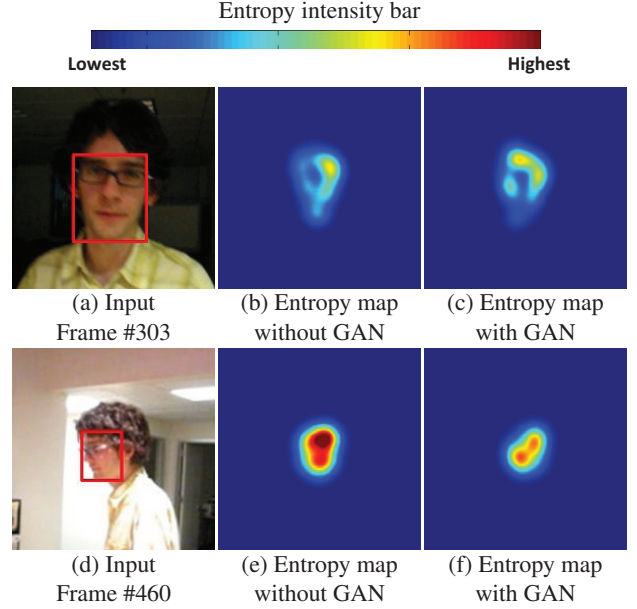 Entropy intensity bar
Lowest Highest
(a) Input
Frame #303
(b) Entropy map
without GAN
(c) Entropy map
with GAN
(d) Input
Frame #460
(e) Entropy map
without GAN
(f) Entropy map
with GAN